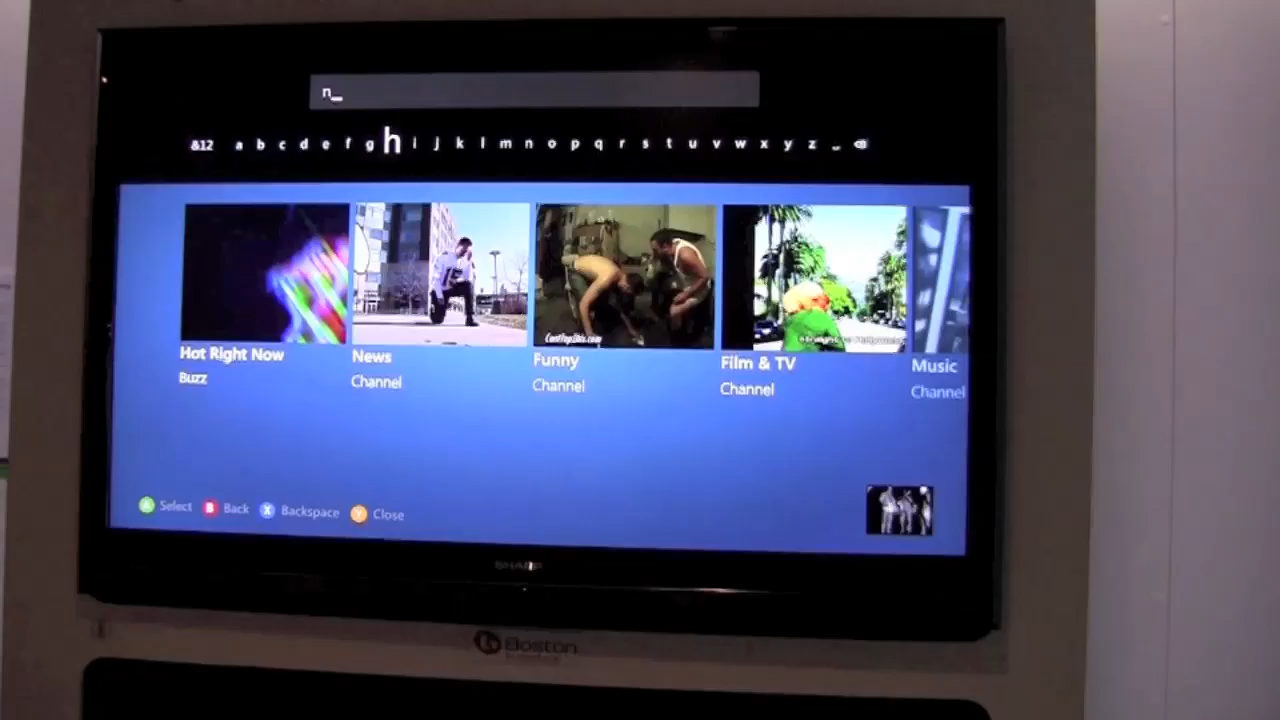 n_
&12 a b c d e f g h i j k l m n o p q r s t u v w x y z _
Hot Right Now
Buzz
News
Channel
Funny
Channel
Film & TV
Channel
Music
Channel
A Select B Back X Backspace Y Close
SHARP
Boston